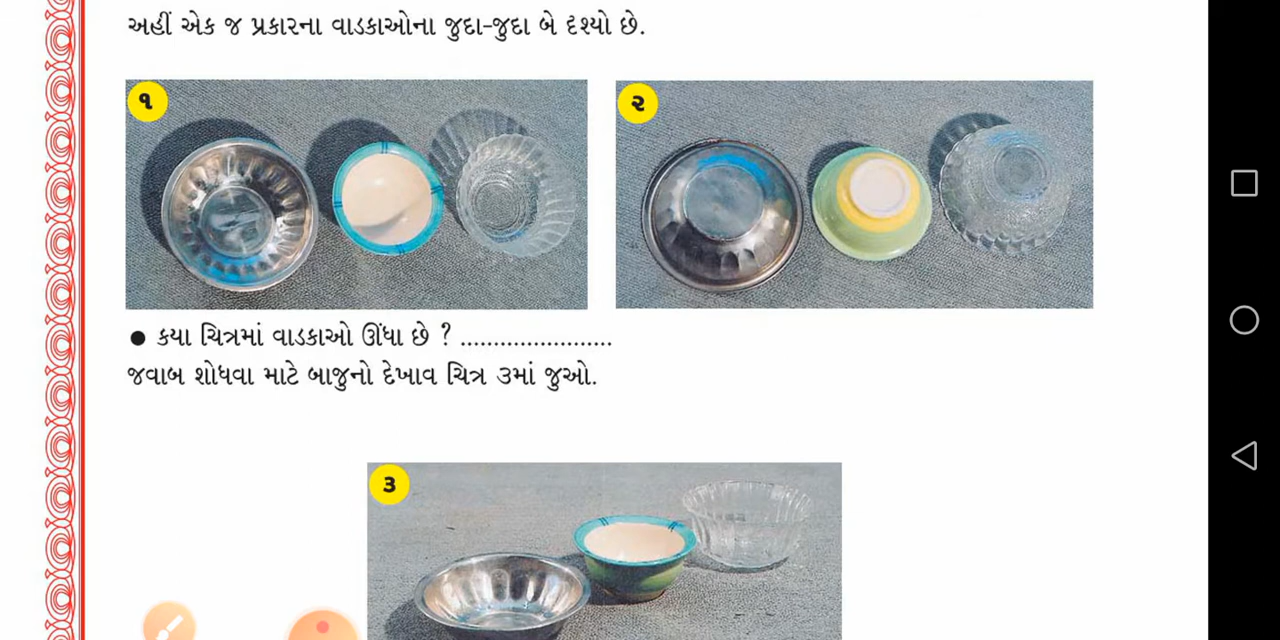 અહીં એક જ પ્રકારના વાડકાઓના જુદા-જુદા બે દૃશ્યો છે.
૧
૨
● કયા ચિત્રમાં વાડકાઓ ઊંધા છે ? .......................
જવાબ શોધવા માટે બાજુનો દેખાવ ચિત્ર ૩માં જુઓ.
૩